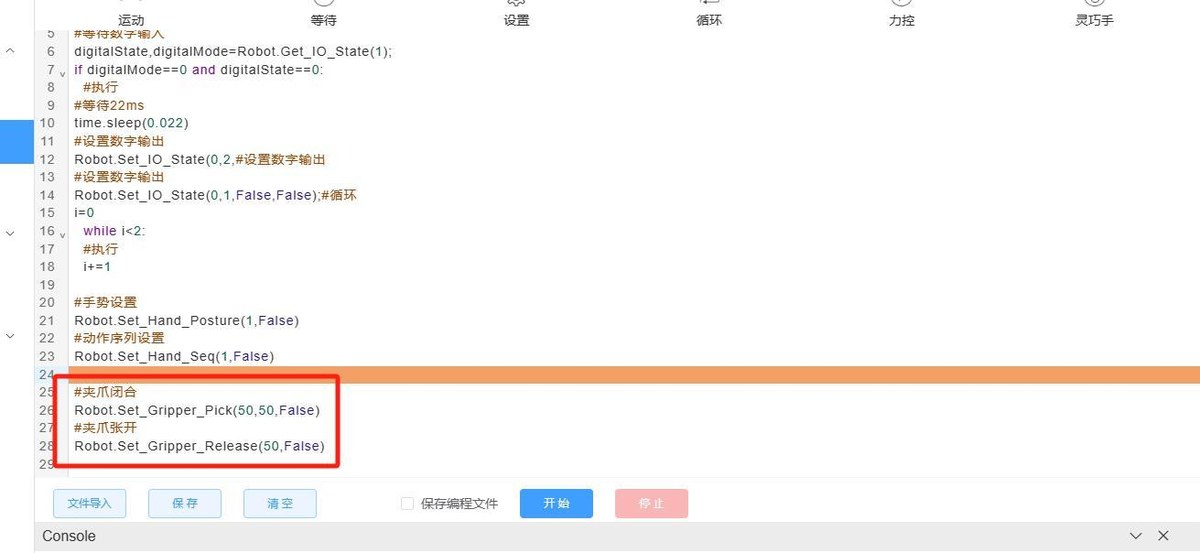 运动 等待 设置 循环 力控 灵巧手
5 #等待数字输入
6 digitalState,digitalMode=Robot.Get_IO_State(1);
7 if digitalMode==0 and digitalState==0:
8 #执行
9 #等待22ms
10 time.sleep(0.022)
11 #设置数字输出
12 Robot.Set_IO_State(0,2,#设置数字输出
13 #设置数字输出
14 Robot.Set_IO_State(0,1,False,False);#循环
15 i=0
16 while i<2:
17 #执行
18 i+=1
19
20 #手势设置
21 Robot.Set_Hand_Posture(1,False)
22 #动作序列设置
23 Robot.Set_Hand_Seq(1,False)
24
25 #夹爪闭合
26 Robot.Set_Gripper_Pick(50,50,False)
27 #夹爪张开
28 Robot.Set_Gripper_Release(50,False)
29
文件导入 保存 清空 保存编程文件 开始 停止
Console